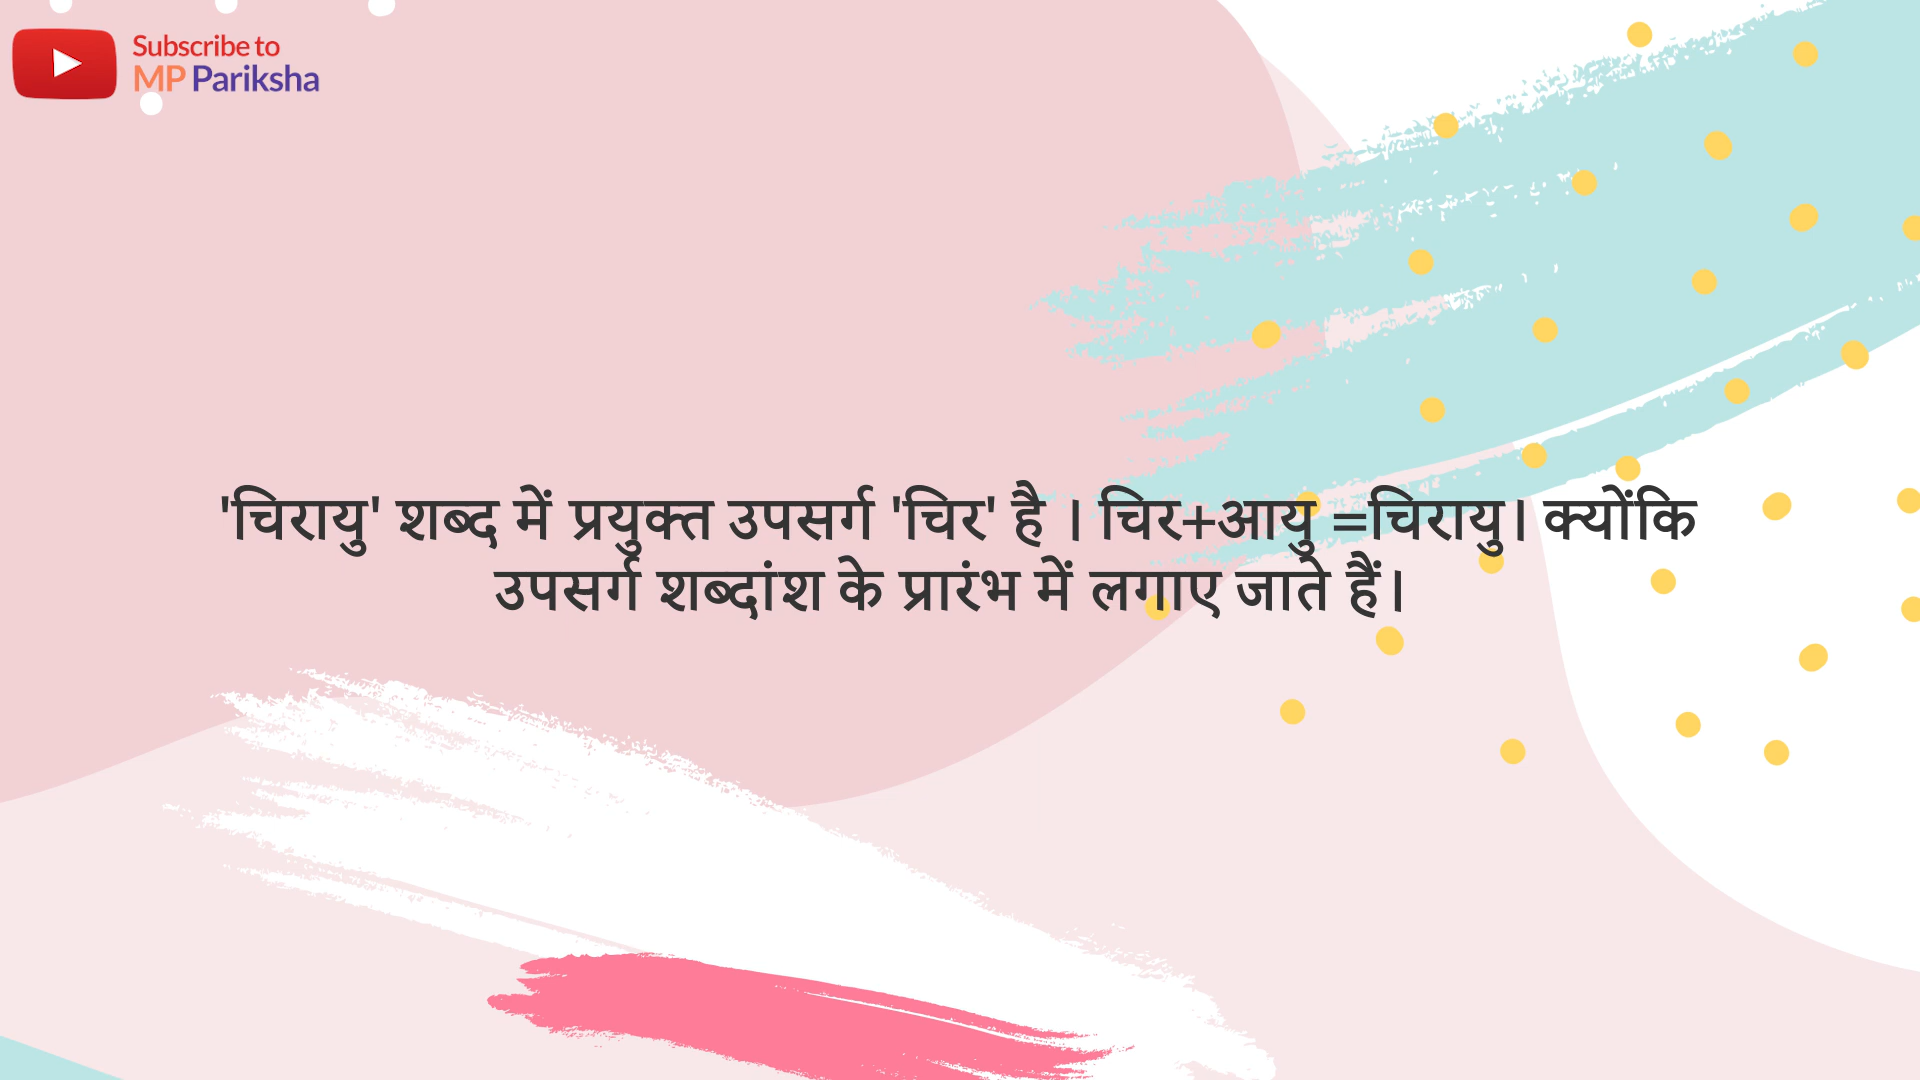 Subscribe to
MP Pariksha
'चिरायु' शब्द में प्रयुक्त उपसर्ग 'चिर' है । चिर+आयु =चिरायु। क्योंकि
उपसर्ग शब्दांश के प्रारंभ में लगाए जाते हैं।